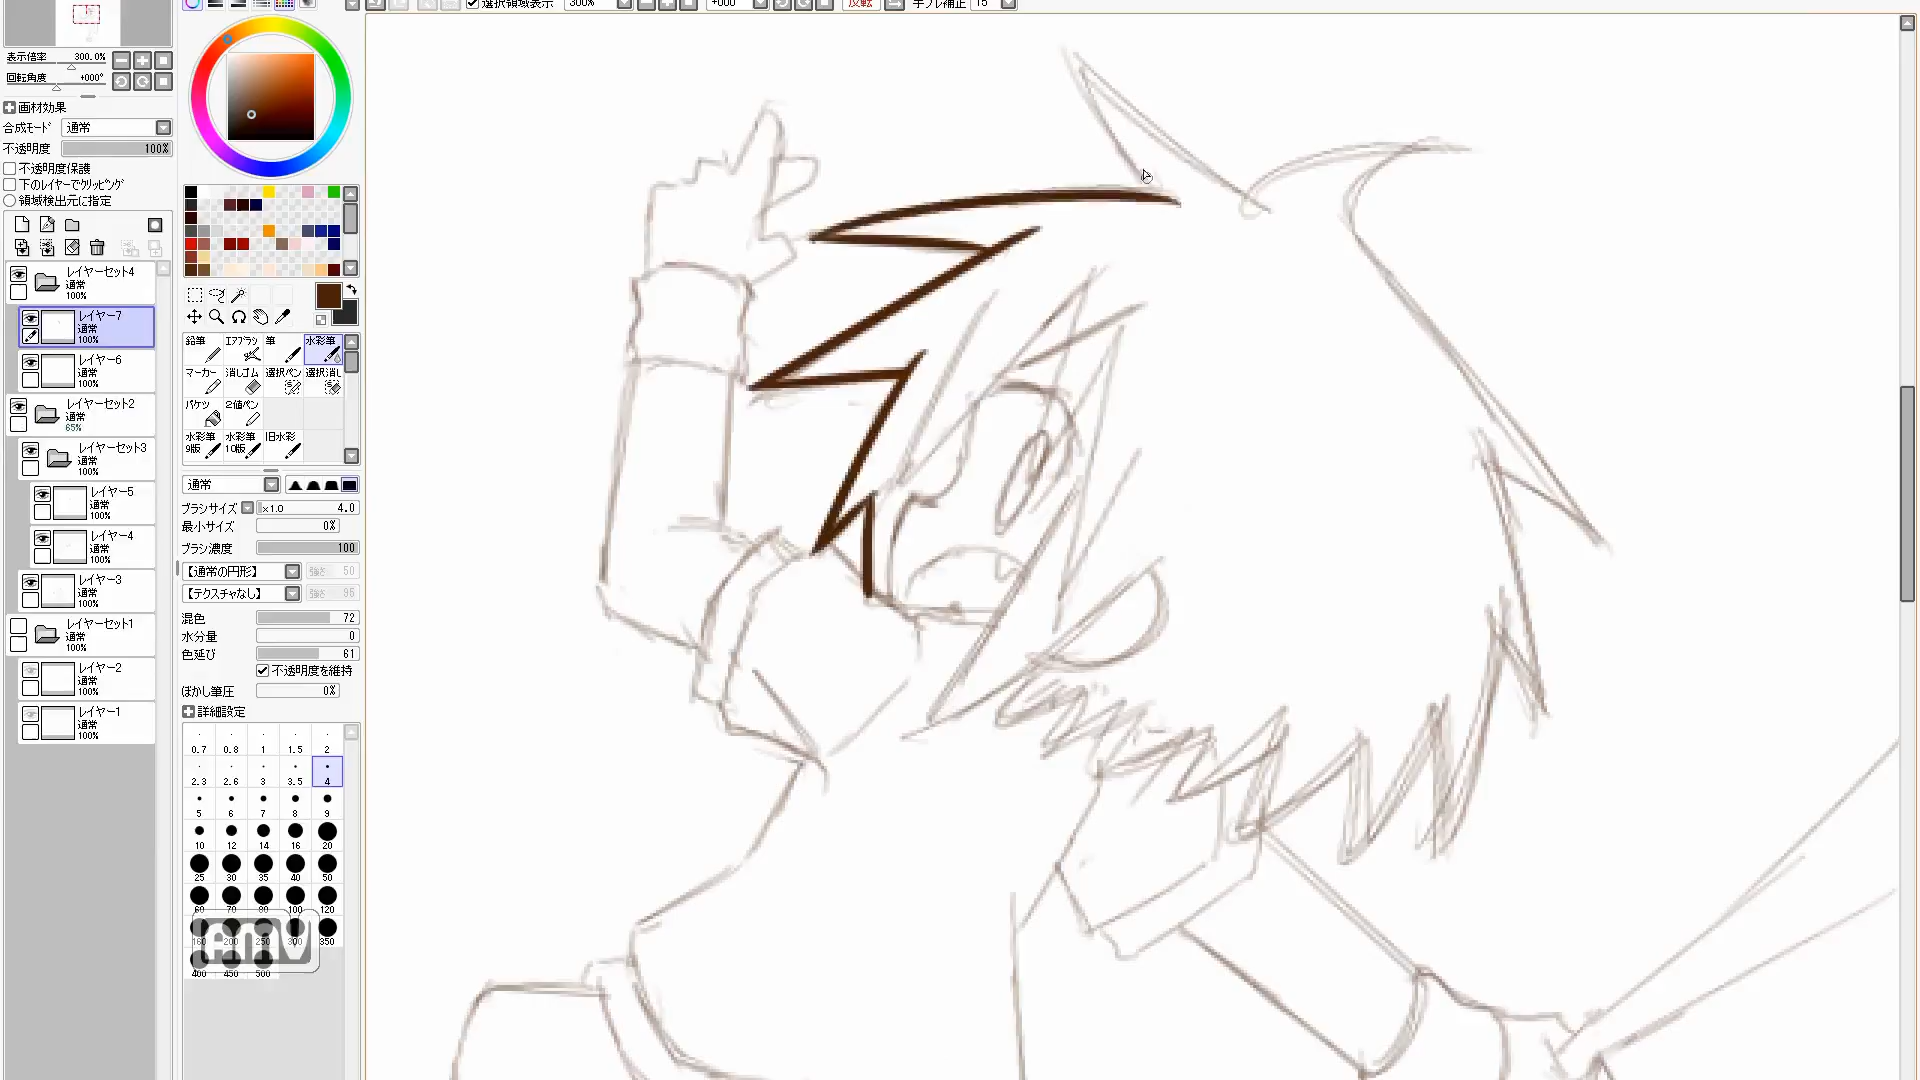 選択領域表示 300% +000 反転 手ブレ補正 15
表示倍率 300.0%
回転角度 +000°
画材効果
合成ﾓｰﾄﾞ 通常
不透明度 100%
不透明度保護
下のﾚｲﾔｰでｸﾘｯﾋﾟﾝｸﾞ
領域検出元に指定
レイヤーセット4
通常
100%
レイヤー7
通常
100%
レイヤー6
通常
100%
レイヤーセット2
通常
65%
レイヤーセット3
通常
100%
レイヤー5
通常
100%
レイヤー4
通常
100%
レイヤー3
通常
100%
レイヤーセット1
通常
100%
レイヤー2
通常
100%
レイヤー1
通常
100%
鉛筆 エアブラシ 筆 水彩筆
マーカー 消しゴム 選択ペン 選択消し
バケツ 2値ペン
水彩筆 水彩筆 旧水彩
9版 10版
通常
ブラシサイズ x1.0 4.0
最小サイズ 0%
ブラシ濃度 100
【通常の円形】 強さ 50
【テクスチャなし】 強さ 95
混色 72
水分量 0
色延び 61
不透明度を維持
ぼかし筆圧 0%
詳細設定
0.7 0.8 1 1.5 2
2.3 2.6 3 3.5 4
5 6 7 8 9
10 12 14 16 20
25 30 35 40 50
60 70 80 100 120
160 200 250 300 350
400 450 500
AMV